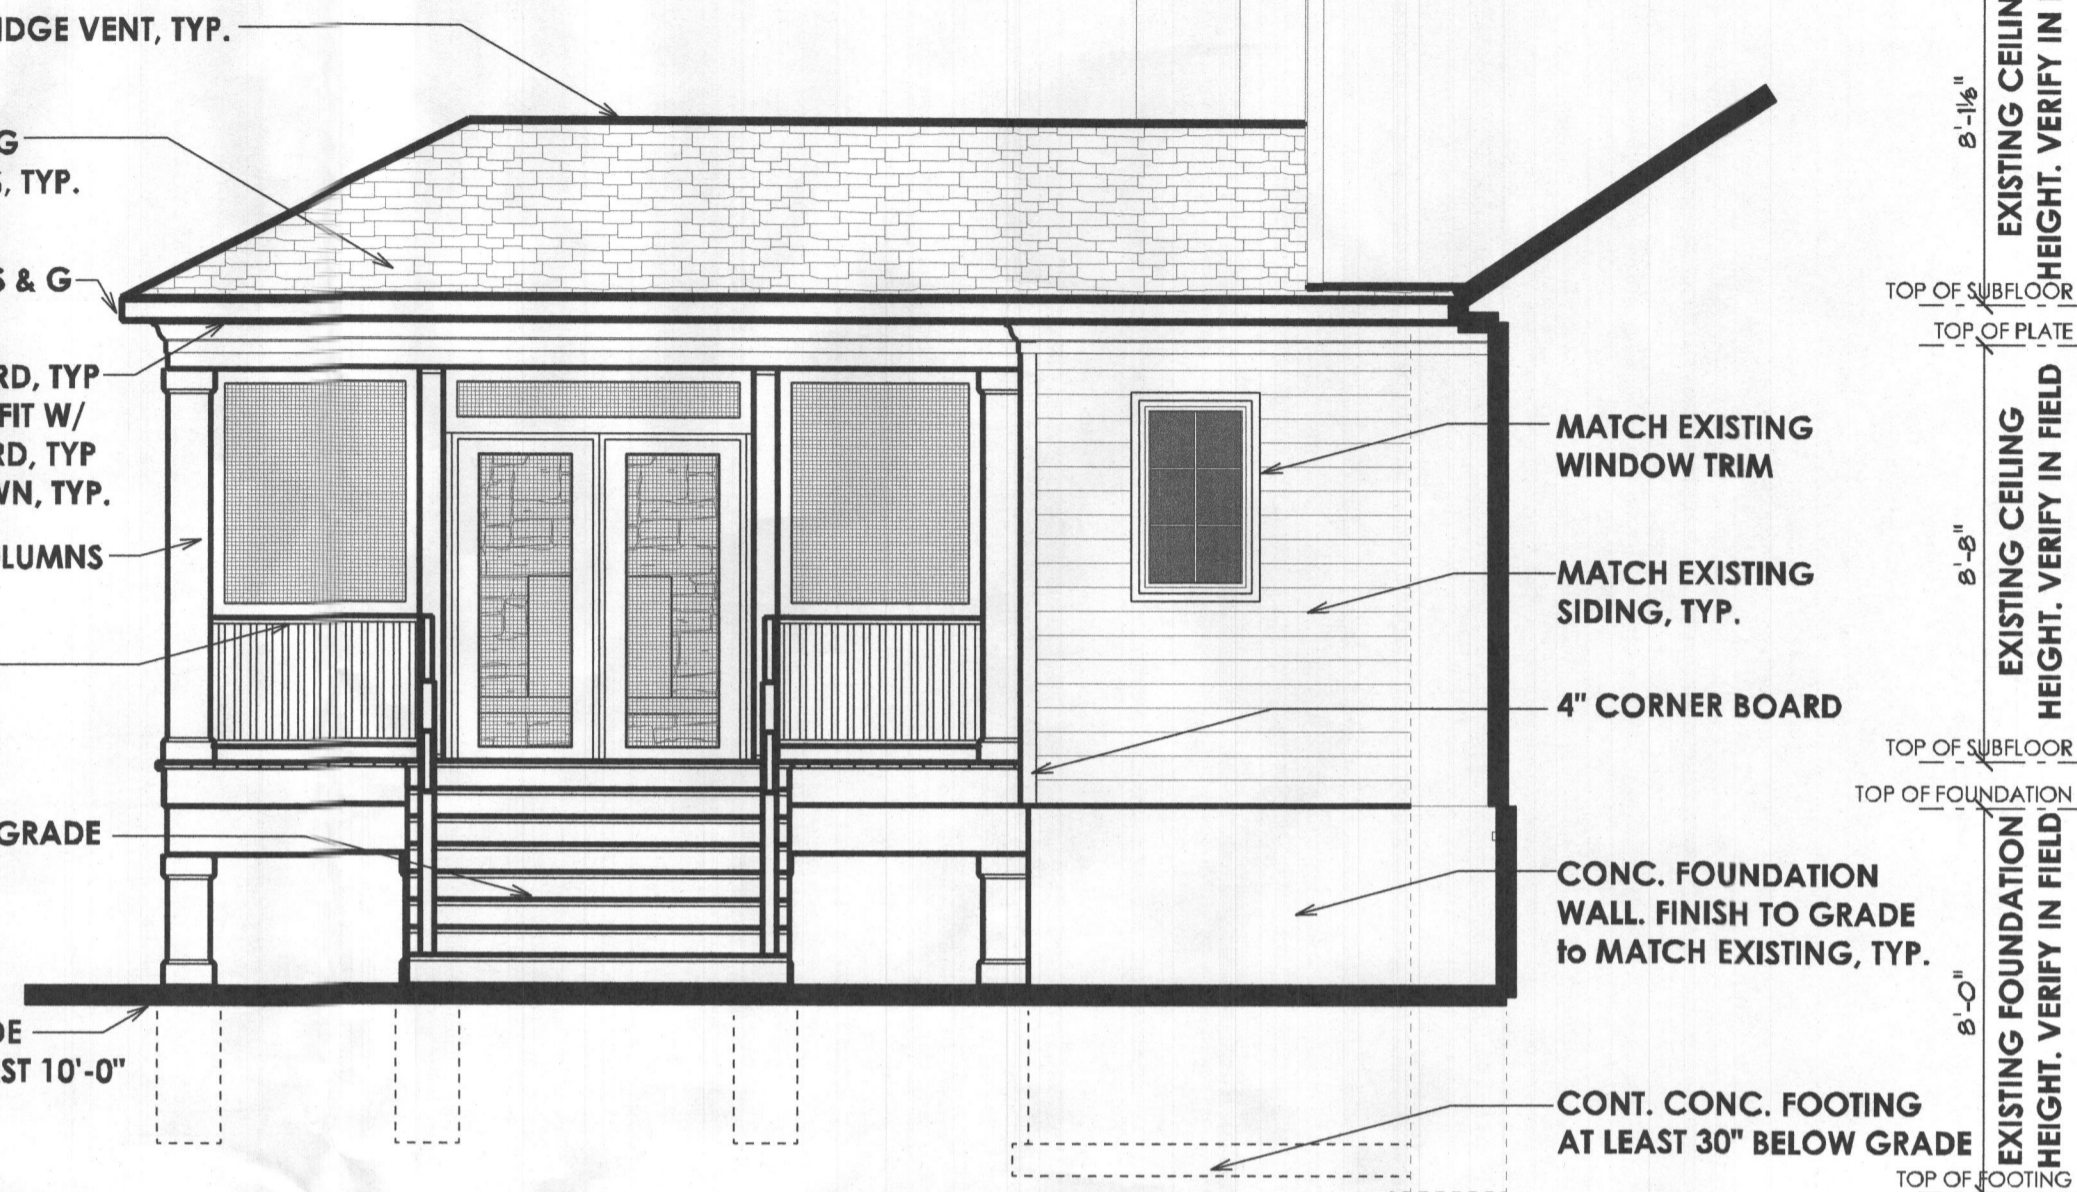 IDGE VENT, TYP.
G
S, TYP.
S & G
RD, TYP
FIT W/
RD, TYP
WN, TYP.
LUMNS
GRADE
DE
ST 10'-0"
MATCH EXISTING
WINDOW TRIM
MATCH EXISTING
SIDING, TYP.
4" CORNER BOARD
CONC. FOUNDATION
WALL. FINISH TO GRADE
to MATCH EXISTING, TYP.
CONT. CONC. FOOTING
AT LEAST 30" BELOW GRADE
8'-1⅛"
EXISTING CEILIN
HEIGHT. VERIFY IN
TOP OF SUBFLOOR
TOP OF PLATE
8'-8"
EXISTING CEILING
HEIGHT. VERIFY IN FIELD
TOP OF SUBFLOOR
TOP OF FOUNDATION
8'-0"
EXISTING FOUNDATION
HEIGHT. VERIFY IN FIELD
TOP OF FOOTING